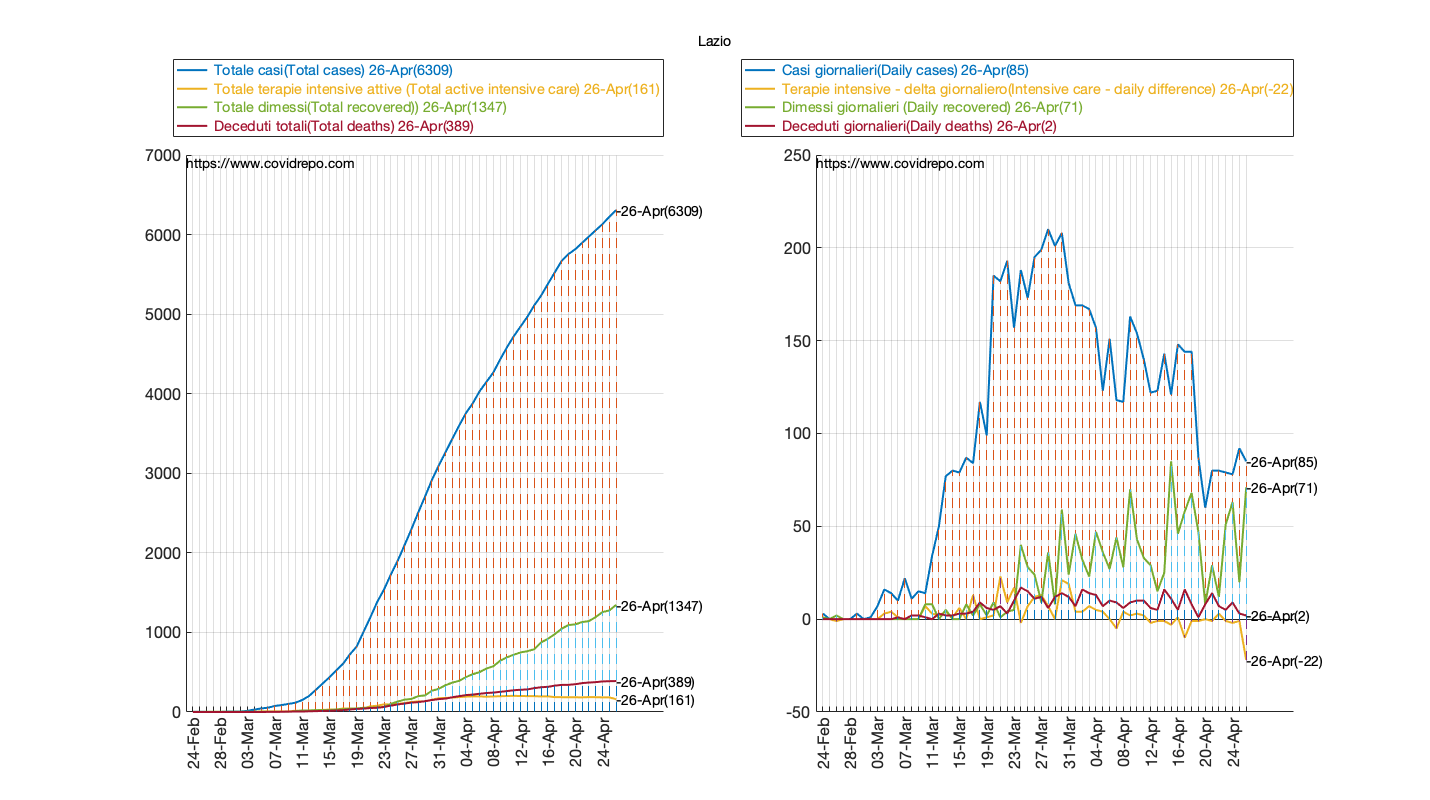 Lazio
Totale casi(Total cases) 26-Apr(6309)
Totale terapie intensive attive (Total active intensive care) 26-Apr(161)
Totale dimessi(Total recovered)) 26-Apr(1347)
Deceduti totali(Total deaths) 26-Apr(389)
7000
6000
5000
4000
3000
2000
1000
0
https://www.covidrepo.com
-26-Apr(6309)
-26-Apr(1347)
-26-Apr(389)
-26-Apr(161)
24-Feb
28-Feb
03-Mar
07-Mar
11-Mar
15-Mar
19-Mar
23-Mar
27-Mar
31-Mar
04-Apr
08-Apr
12-Apr
16-Apr
20-Apr
24-Apr
Casi giornalieri(Daily cases) 26-Apr(85)
Terapie intensive - delta giornaliero(Intensive care - daily difference) 26-Apr(-22)
Dimessi giornalieri (Daily recovered) 26-Apr(71)
Deceduti giornalieri(Daily deaths) 26-Apr(2)
250
200
150
100
50
0
-50
https://www.covidrepo.com
-26-Apr(85)
-26-Apr(71)
-26-Apr(2)
-26-Apr(-22)
24-Feb
28-Feb
03-Mar
07-Mar
11-Mar
15-Mar
19-Mar
23-Mar
27-Mar
31-Mar
04-Apr
08-Apr
12-Apr
16-Apr
20-Apr
24-Apr